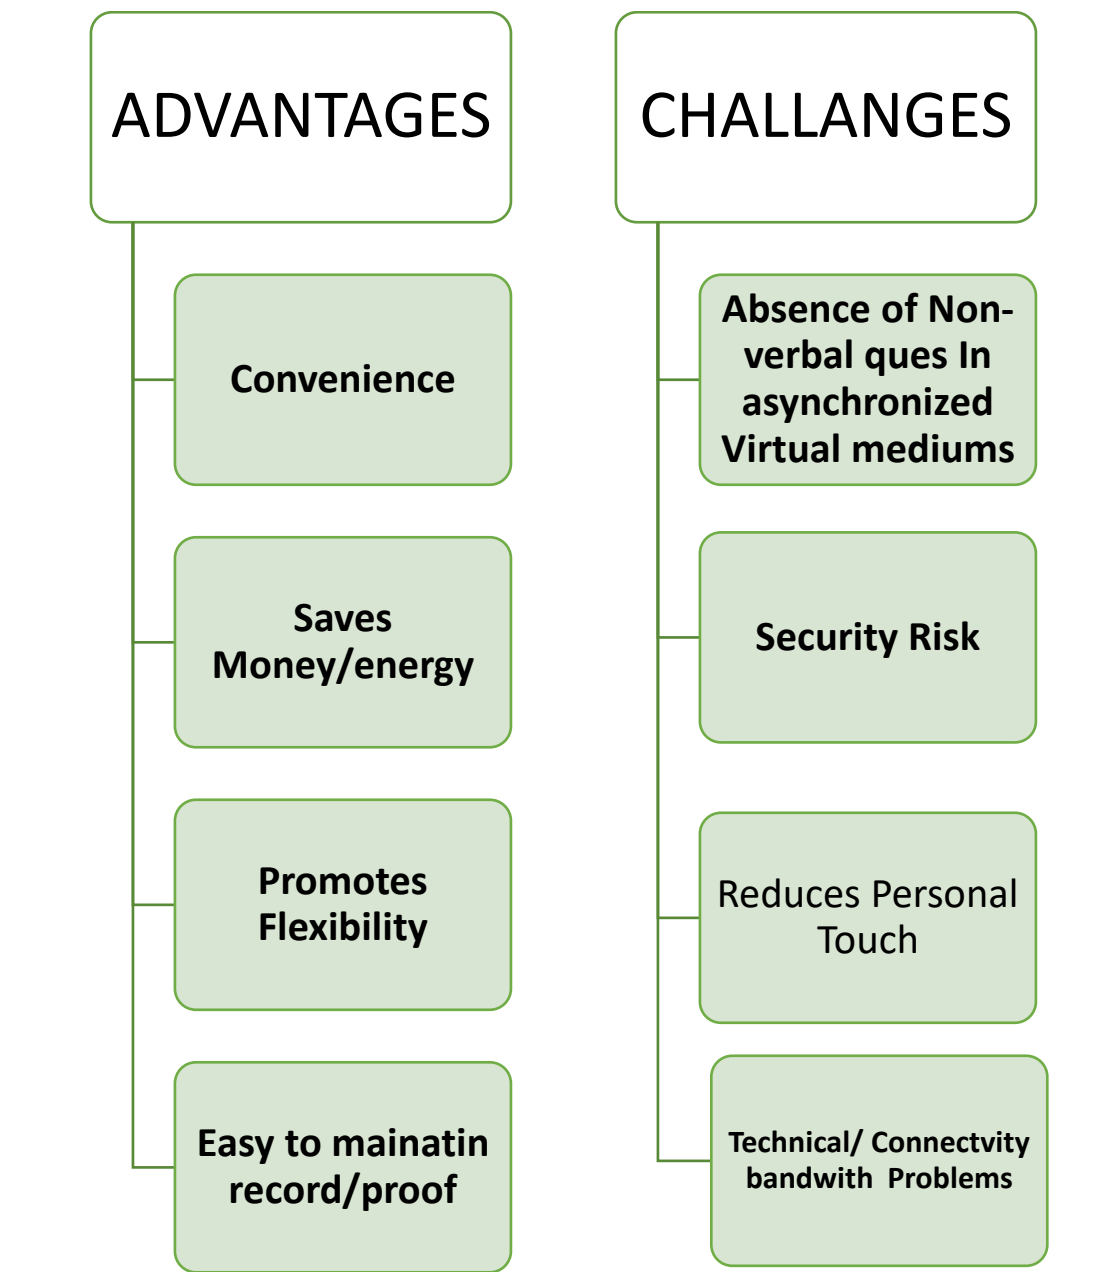 ADVANTAGES
Convenience
Saves
Money/energy
Promotes
Flexibility
Easy to mainatin
record/proof
CHALLANGES
Absence of Non-
verbal ques In
asynchronized
Virtual mediums
Security Risk
Reduces Personal
Touch
Technical/ Connectvity
bandwith  Problems